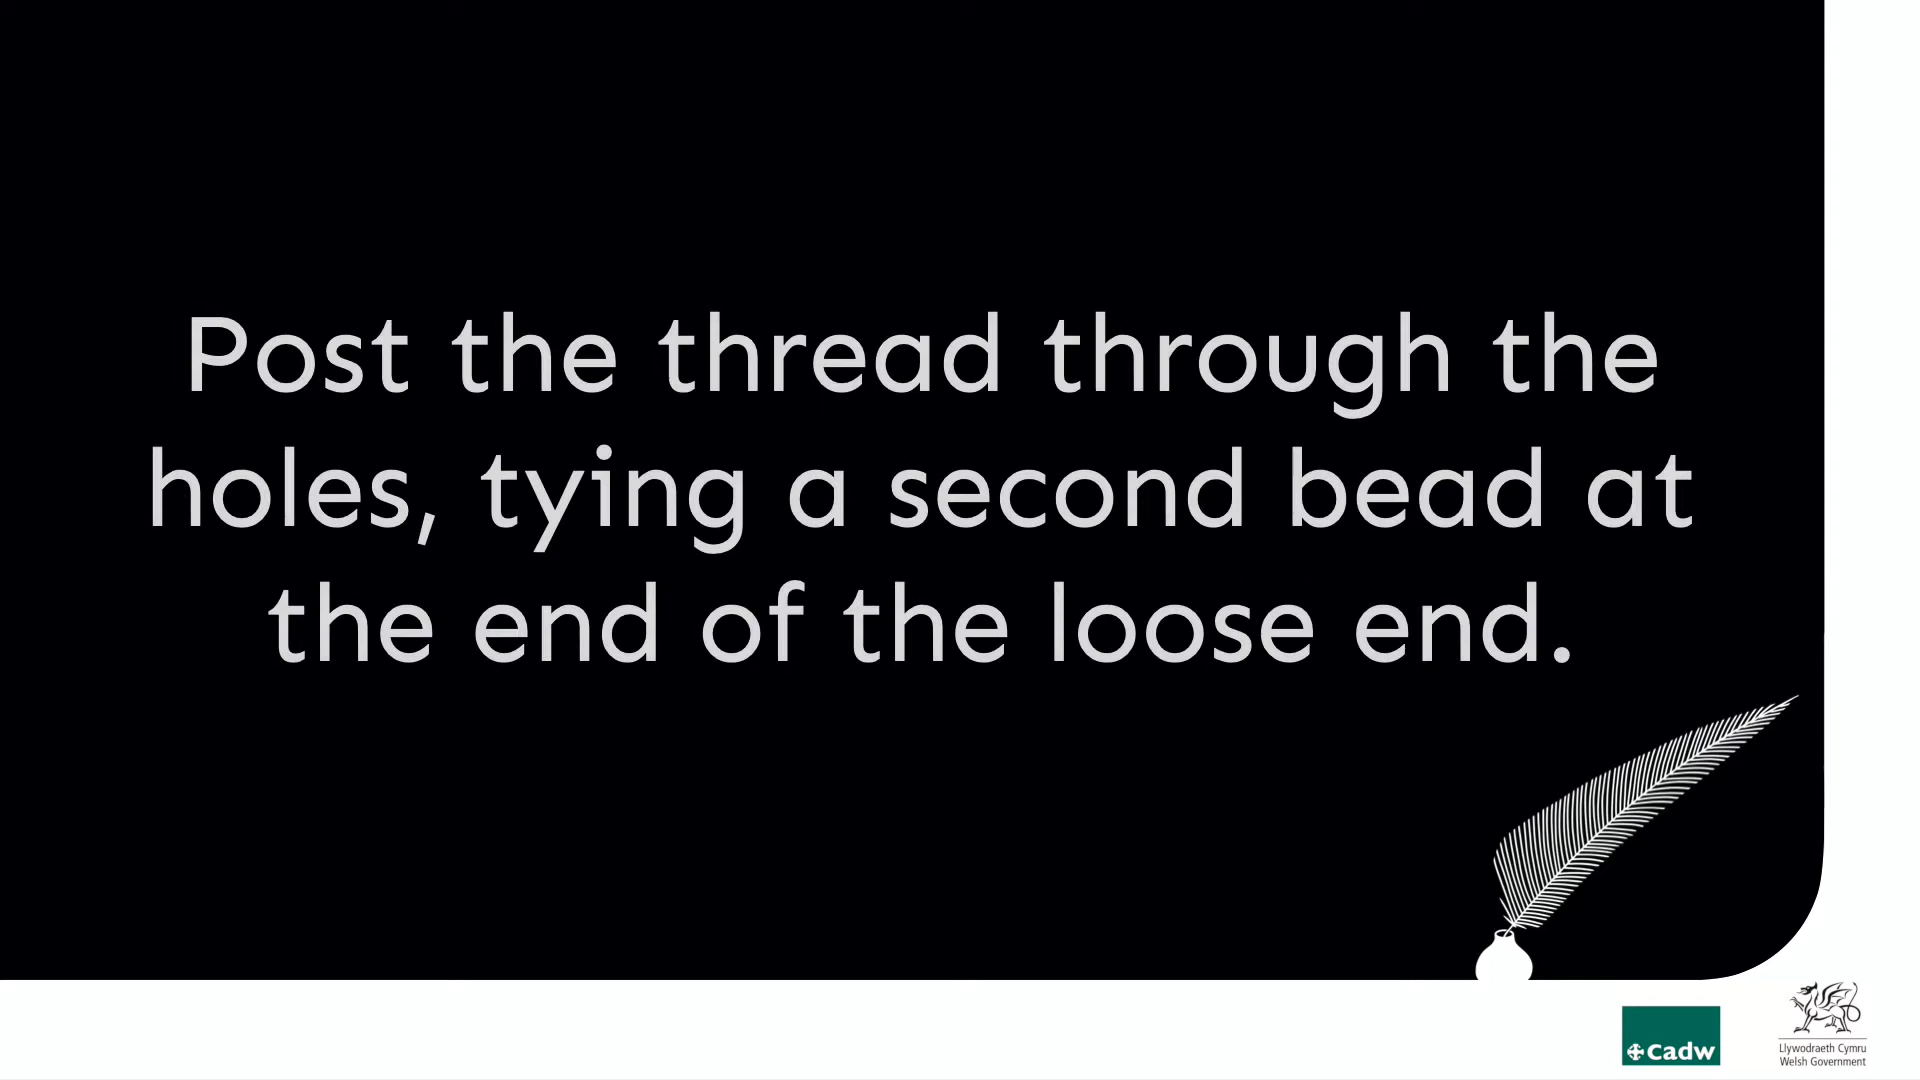 Post the thread through the
holes, tying a second bead at
the end of the loose end.
Cadw
Llywodraeth Cymru
Welsh Government